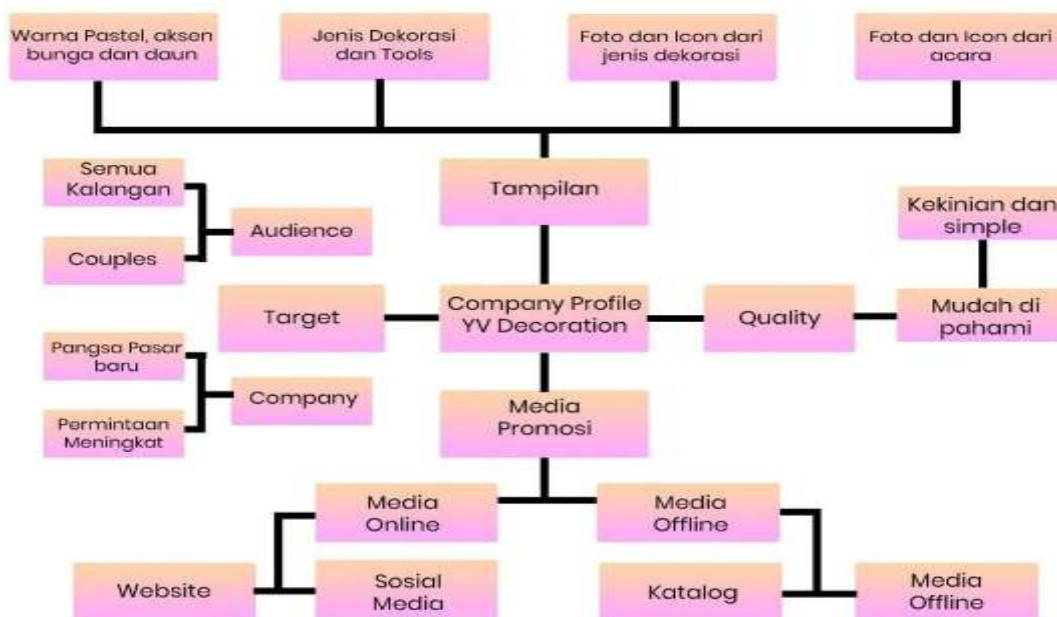 Warna Pastel, aksen
bunga dan daun
Jenis Dekorasi
dan Tools
Foto dan Icon dari
jenis dekorasi
Foto dan Icon dari
acara
Semua
Kalangan
Couples
Audience
Tampilan
Kekinian dan
simple
Target
Company Profile
YV Decoration
Quality
Mudah di
pahami
Pangsa Pasar
baru
Permintaan
Meningkat
Company
Media
Promosi
Media
Online
Media
Offline
Website
Sosial
Media
Katalog
Media
Offline